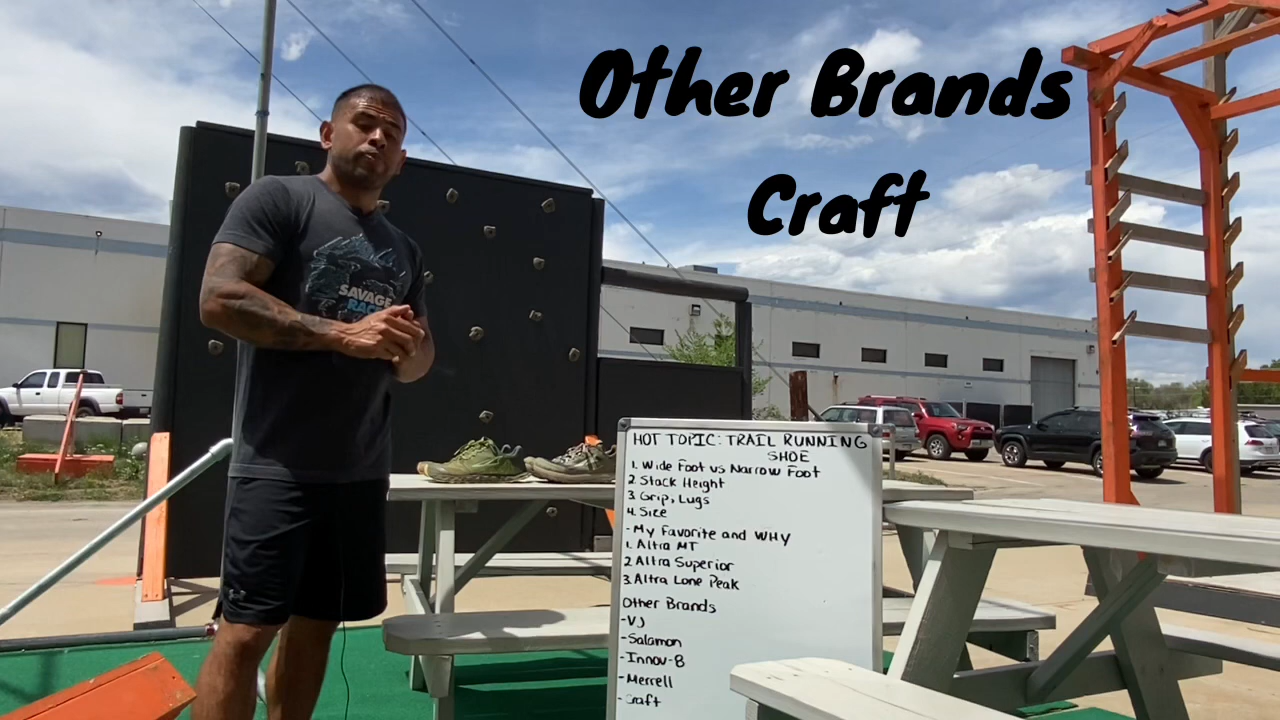 Other Brands
Craft
SAVAGE
RACE
HOT TOPIC: TRAIL RUNNING
SHOE
1. Wide Foot vs Narrow Foot
2 Stack Height
3. Grip, Lugs
4. Size
- My Favorite and WHY
1. Altra MT
2 Altra Superior
3. Altra Lone Peak
Other Brands
- VJ
- Salamon
- Innov-8
- Merrell
- Craft